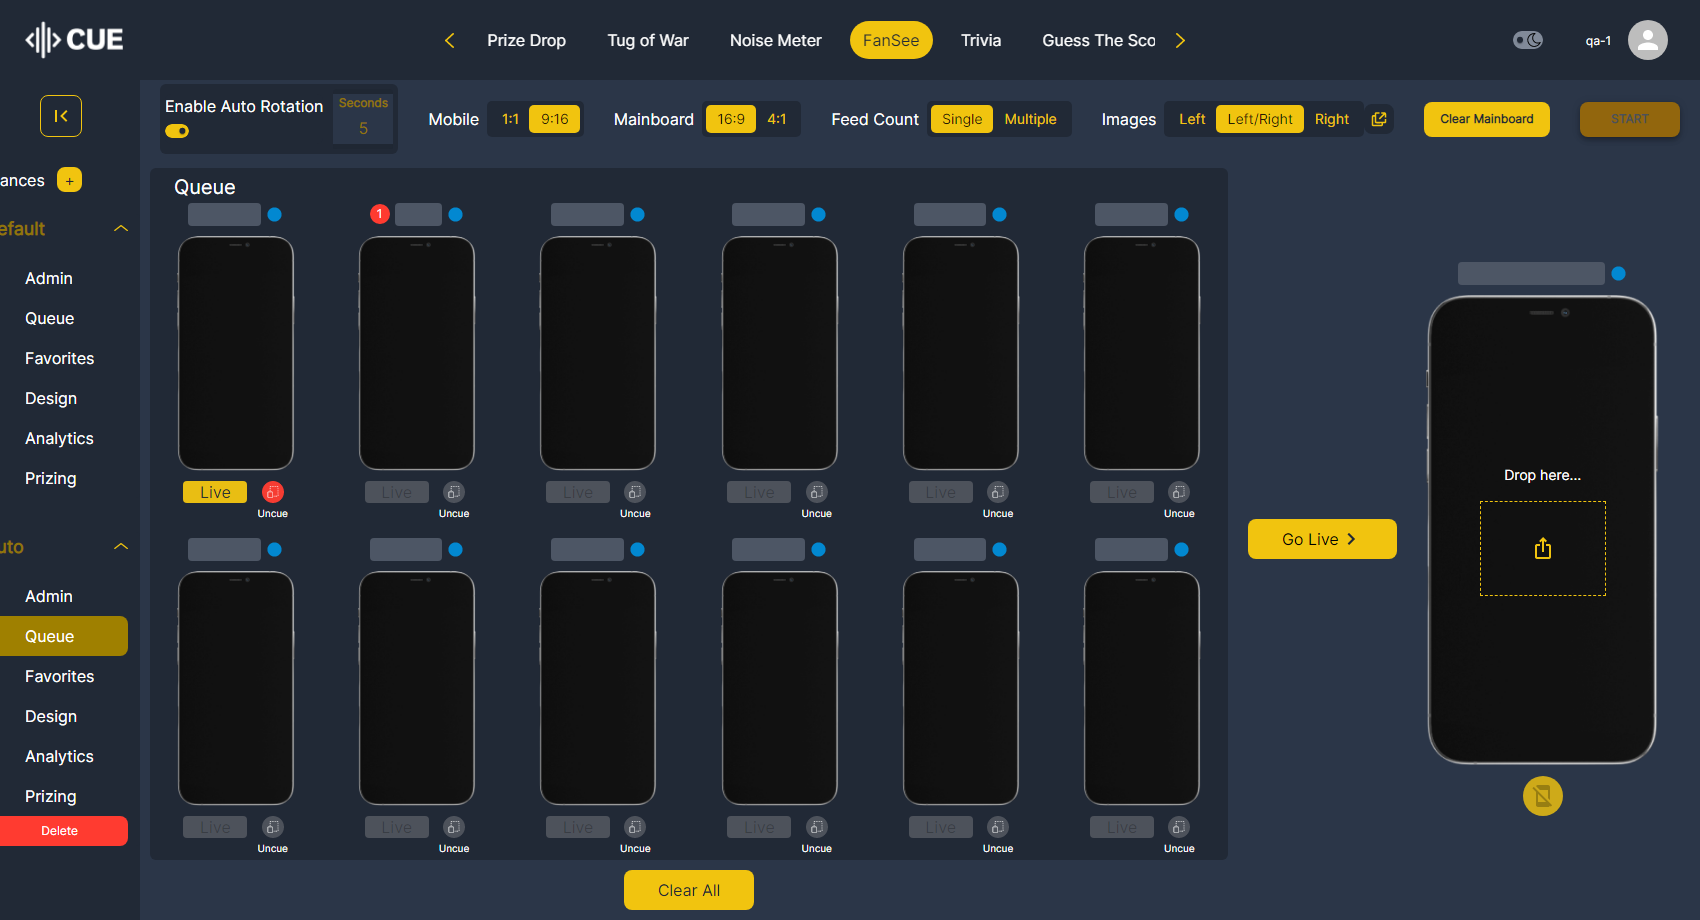 CUE
Prize Drop
Tug of War
Noise Meter
FanSee
Trivia
Guess The Sco
qa-1
Enable Auto Rotation
Seconds
5
Mobile
1:1
9:16
Mainboard
16:9
4:1
Feed Count
Single
Multiple
Images
Left
Left/Right
Right
Clear Mainboard
START
ances
+
efault
Admin
Queue
Favorites
Design
Analytics
Prizing
uto
Admin
Queue
Favorites
Design
Analytics
Prizing
Delete
Queue
1
Live
Live
Live
Live
Live
Live
Uncue
Uncue
Uncue
Uncue
Uncue
Uncue
Live
Live
Live
Live
Live
Live
Uncue
Uncue
Uncue
Uncue
Uncue
Uncue
Clear All
Go Live
Drop here...